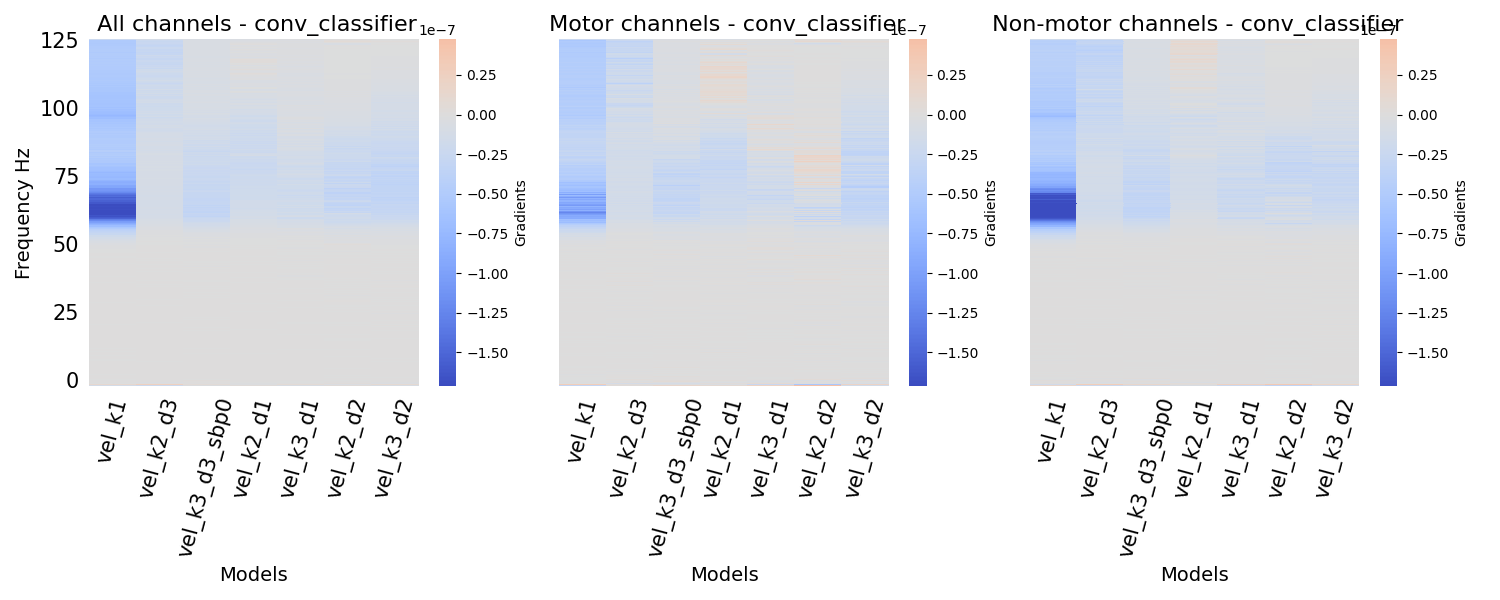 All channels - conv_classifier
Motor channels - conv_classifier
Non-motor channels - conv_classifier
1e−7
1e−7
1e−7
Frequency Hz
125
100
75
50
25
0
0.25
0.00
−0.25
−0.50
−0.75
−1.00
−1.25
−1.50
Gradients
0.25
0.00
−0.25
−0.50
−0.75
−1.00
−1.25
−1.50
Gradients
0.25
0.00
−0.25
−0.50
−0.75
−1.00
−1.25
−1.50
Gradients
vel_k1
vel_k2_d3
vel_k3_d3_sbp0
vel_k2_d1
vel_k3_d1
vel_k2_d2
vel_k3_d2
vel_k1
vel_k2_d3
vel_k3_d3_sbp0
vel_k2_d1
vel_k3_d1
vel_k2_d2
vel_k3_d2
vel_k1
vel_k2_d3
vel_k3_d3_sbp0
vel_k2_d1
vel_k3_d1
vel_k2_d2
vel_k3_d2
Models
Models
Models